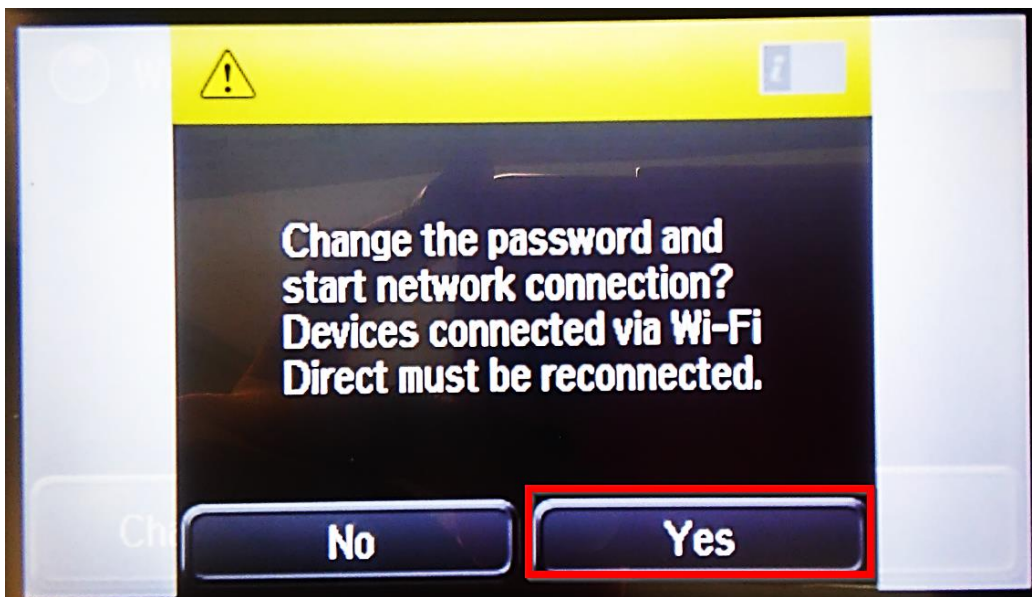 Change the password and
start network connection?
Devices connected via Wi-Fi
Direct must be reconnected.
No
Yes